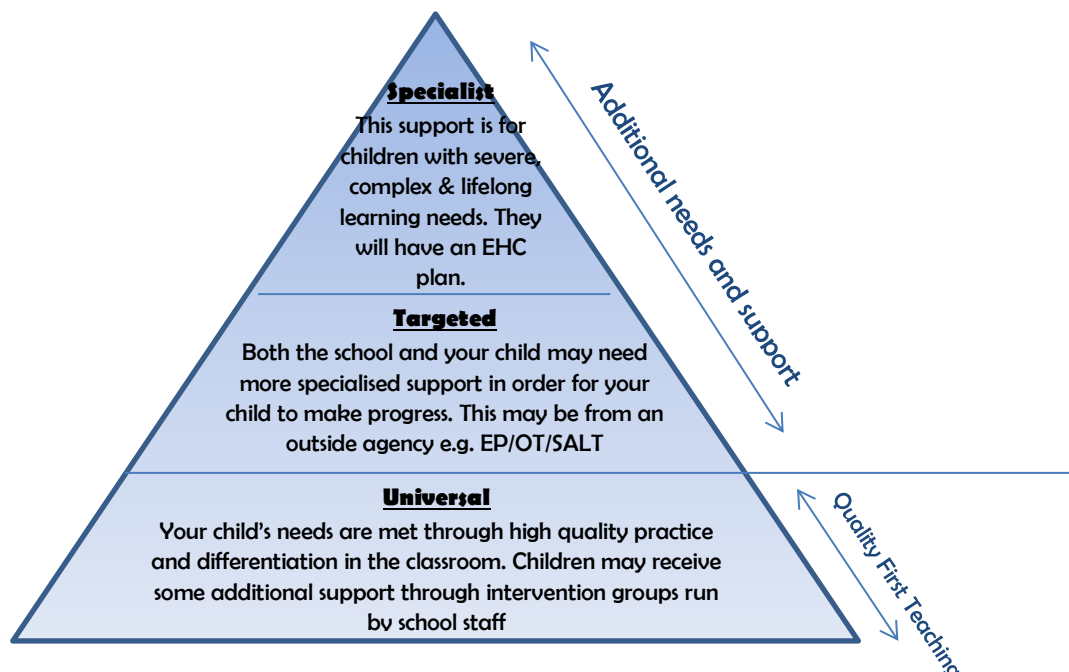 Specialist
This support is for
children with severe,
complex & lifelong
learning needs. They
will have an EHC
plan.
Additional needs and support
Targeted
Both the school and your child may need
more specialised support in order for your
child to make progress. This may be from an
outside agency e.g. EP/OT/SALT
Universal
Your child's needs are met through high quality practice
and differentiation in the classroom. Children may receive
some additional support through intervention groups run
by school staff
Quality First Teaching